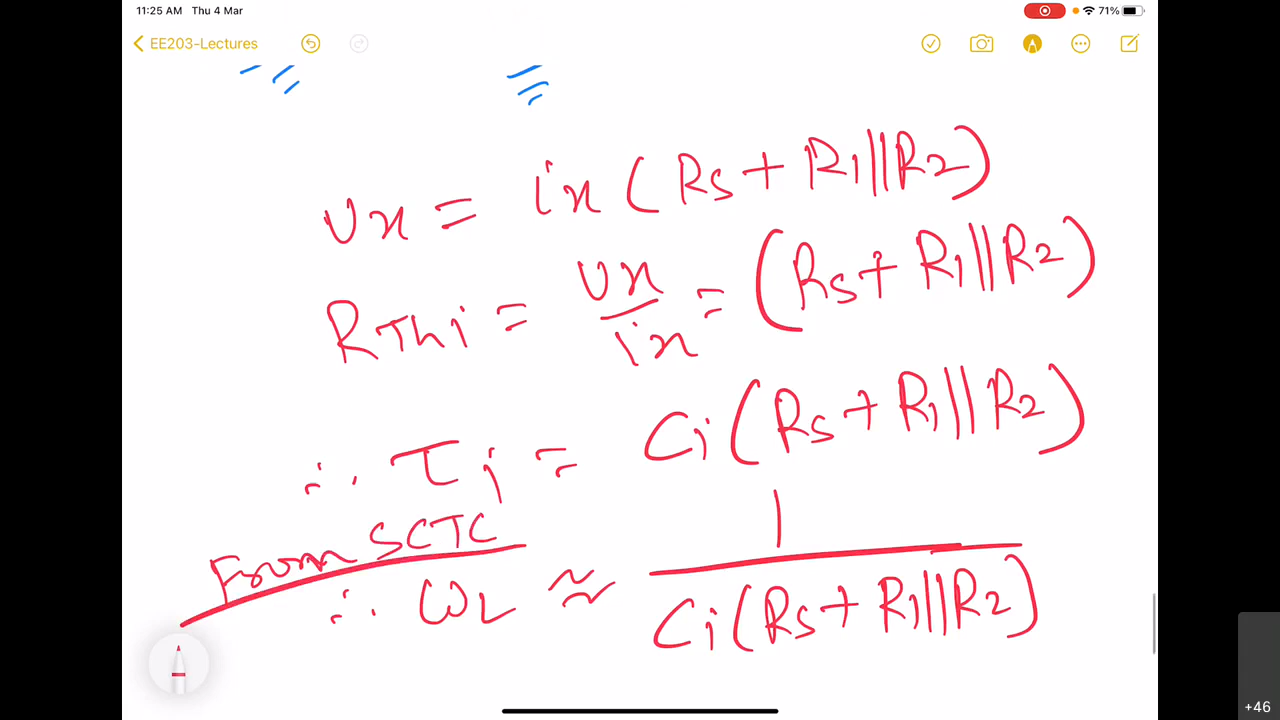 11:25 AM Thu 4 Mar
71%
EE203-Lectures
Vx = ix (Rs + R1||R2)
RThi = Vx/ix = (Rs + R1||R2)
∴ τi = Ci (Rs + R1||R2)
From SCTC
∴ ωL ≈ 1/Ci(Rs + R1||R2)
+46